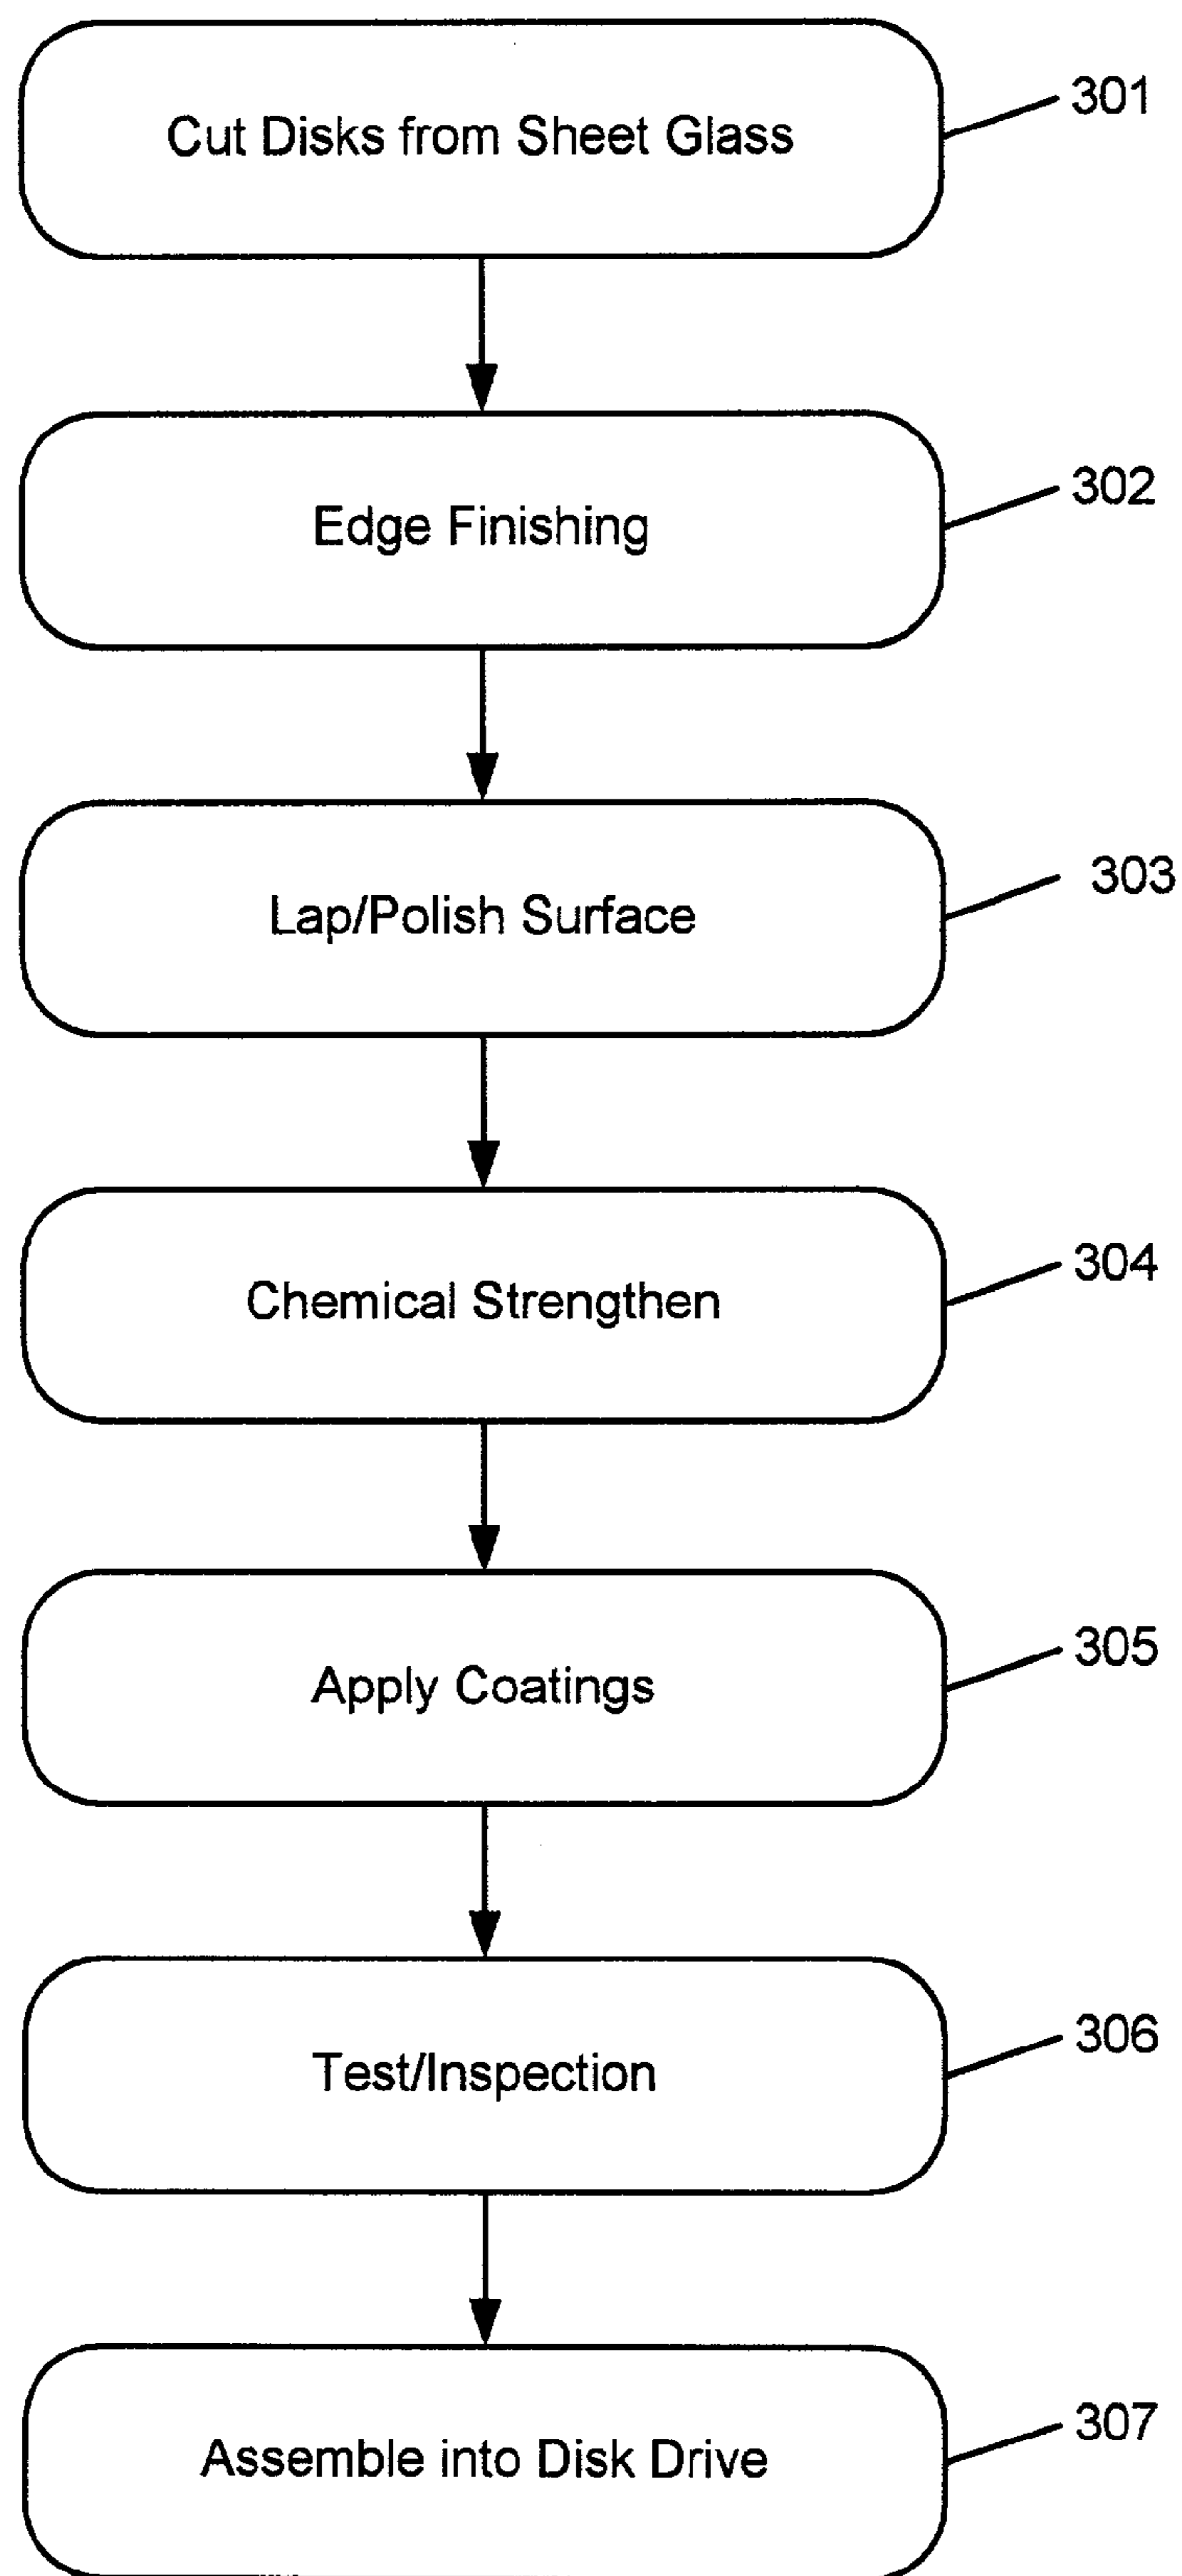 Cut Disks from Sheet Glass
301
Edge Finishing
302
Lap/Polish Surface
303
Chemical Strengthen
304
Apply Coatings
305
Test/Inspection
306
Assemble into Disk Drive
307